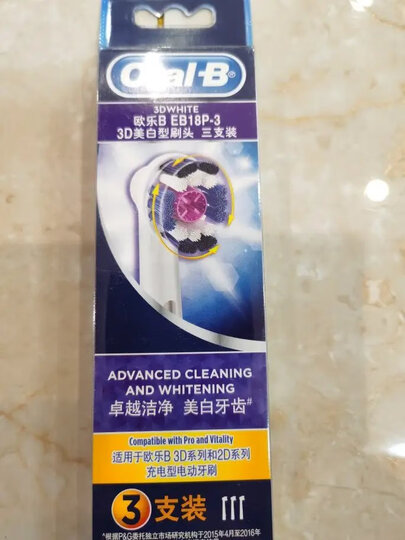 Oral-B®
3DWHITE
欧乐B EB18P-3
3D美白型刷头 三支装
ADVANCED CLEANING
AND WHITENING
卓越洁净 美白牙齿#
Compatible with Pro and Vitality
适用于欧乐B 3D系列和2D系列
充电型电动牙刷
3支装
^根据P&G委托独立市场研究机构于2015年4月至2016年